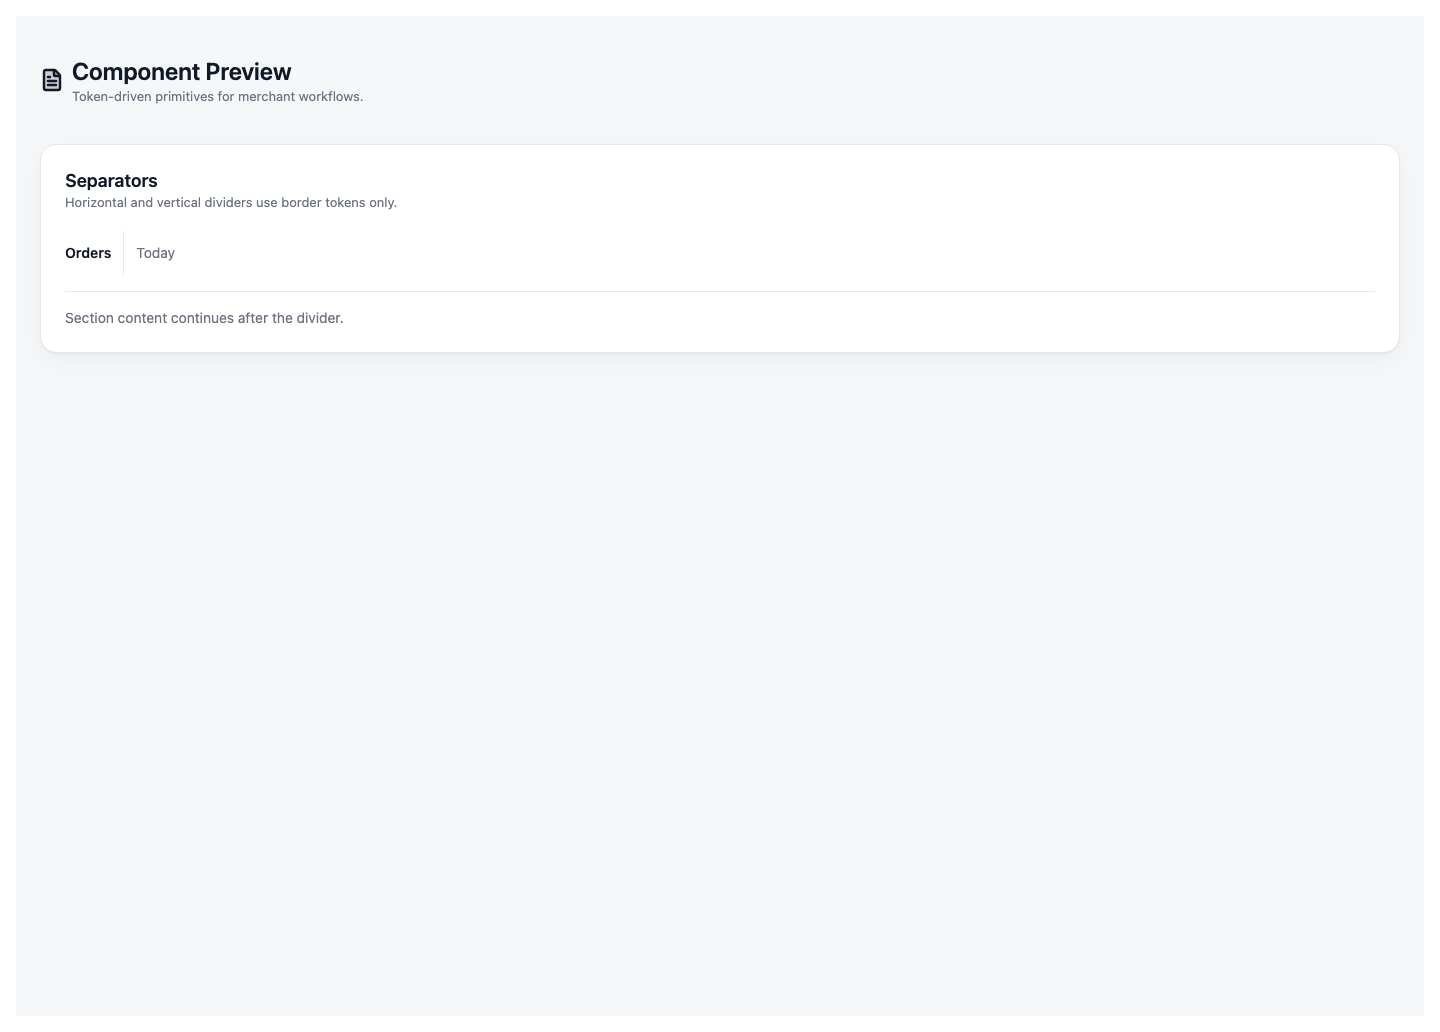 Component Preview
Token-driven primitives for merchant workflows.
Separators
Horizontal and vertical dividers use border tokens only.
Orders Today
Section content continues after the divider.